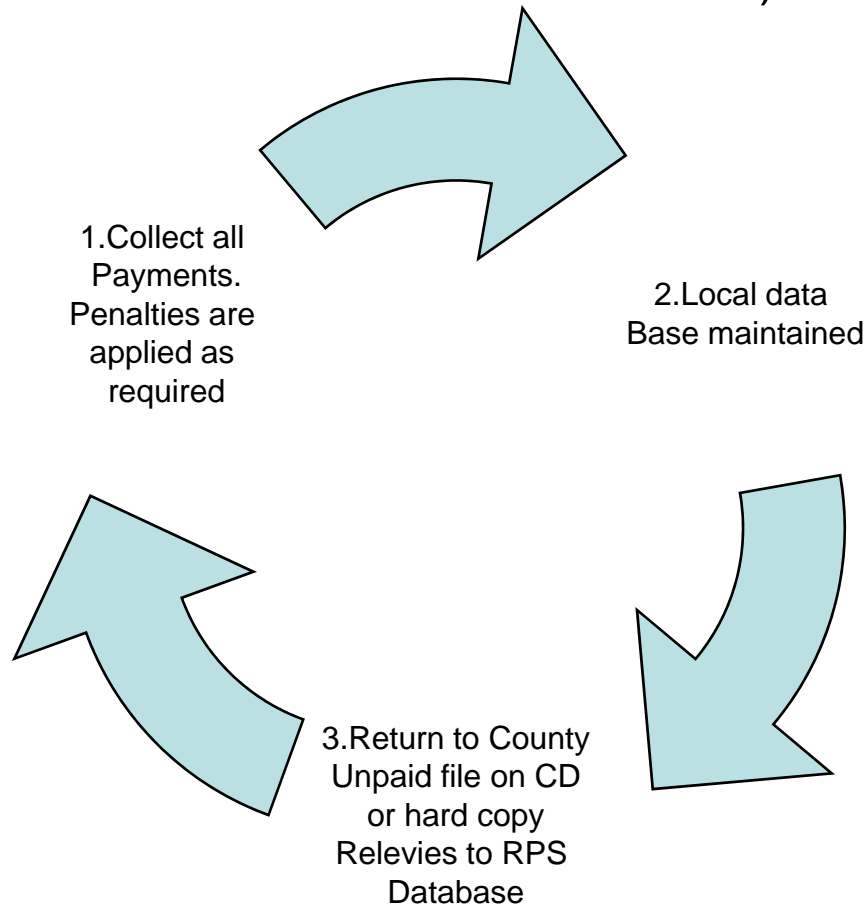 1.Collect all
Payments.
Penalties are
applied as
required
2.Local data
Base maintained
3.Return to County
Unpaid file on CD
or hard copy
Relevies to RPS
Database